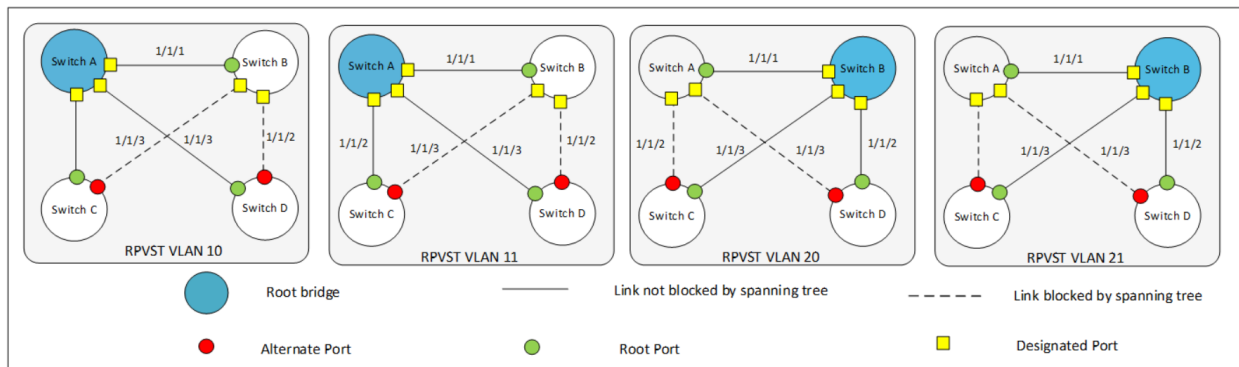 Switch A
1/1/1
Switch B
1/1/3
1/1/3
1/1/2
Switch C
Switch D
RPVST VLAN 10
Switch A
1/1/1
Switch B
1/1/2
1/1/3
1/1/3
1/1/2
Switch C
Switch D
RPVST VLAN 11
Switch A
1/1/1
Switch B
1/1/2
1/1/3
1/1/3
1/1/2
Switch C
Switch D
RPVST VLAN 20
Switch A
1/1/1
Switch B
1/1/3
1/1/3
1/1/2
Switch C
Switch D
RPVST VLAN 21
Root bridge
Link not blocked by spanning tree
Link blocked by spanning tree
Alternate Port
Root Port
Designated Port